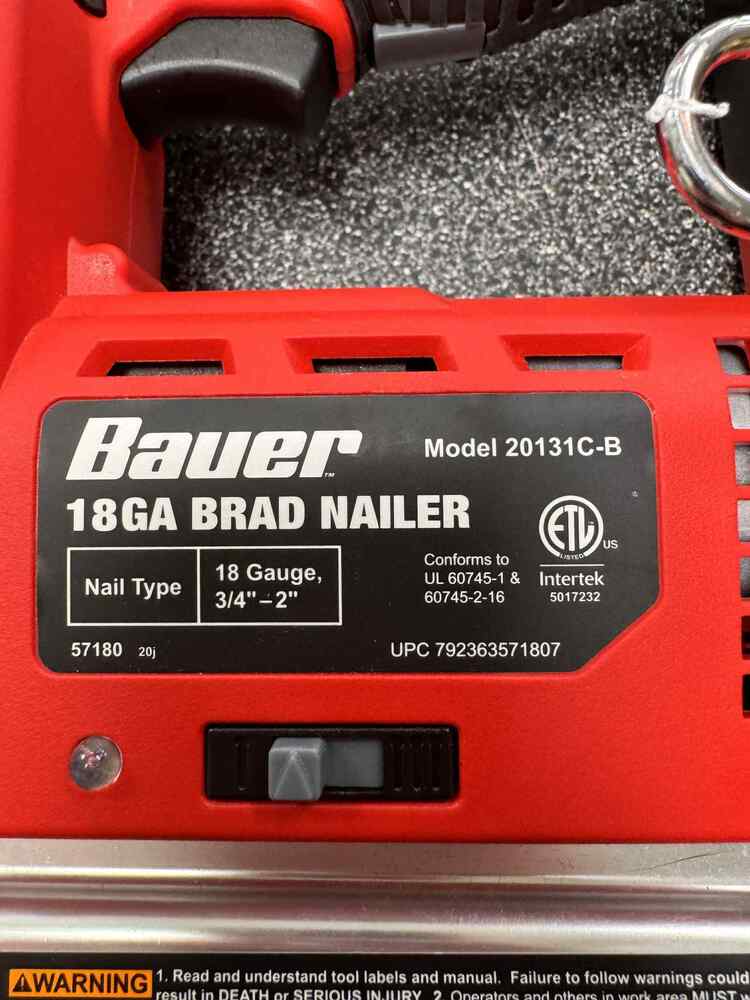 Bauer™
Model 20131C-B
18GA BRAD NAILER
Nail Type
18 Gauge,
3/4"–2"
Conforms to
UL 60745-1 &
60745-2-16
ETL
LISTED
US
Intertek
5017232
57180 20j
UPC 792363571807
WARNING
1. Read and understand tool labels and manual. Failure to follow warnings could
result in DEATH or SERIOUS INJURY. 2. Operators and others in work area MUST